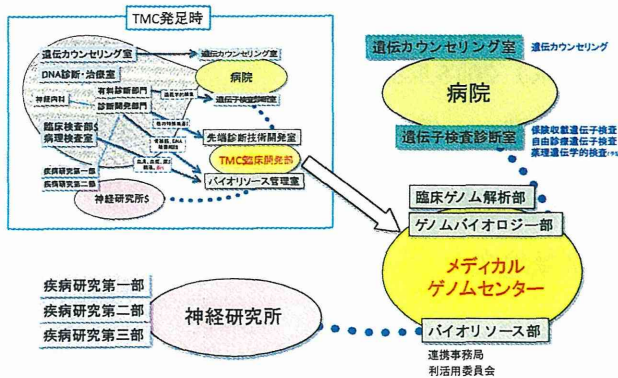 TMC発足時
遺伝カウンセリング室
遺伝カウンセリング室
DNA診断・治療室
病院
有料診断部門
神経内科
診断開発部門
遺伝子検査診断室
臨床検査部$
病理検査室
先端診断技術開発室
TMC臨床開発部
バイオリソース管理室
疾病研究第一部
疾病研究第二部
神経研究所$
遺伝カウンセリング室
遺伝カウンセリング
病院
遺伝子検査診断室
保険収載遺伝子検査
自由診療遺伝子検査
薬理遺伝学的検査
臨床ゲノム解析部
ゲノムバイオロジー部
メディカル
ゲノムセンター
疾病研究第一部
疾病研究第二部
疾病研究第三部
神経研究所
バイオリソース部
連携事務局
利活用委員会